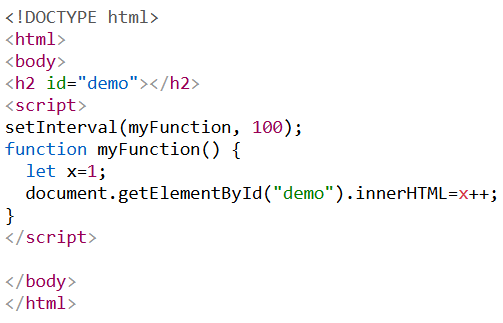 <!DOCTYPE html>
<html>
<body>
<h2 id="demo"></h2>
<script>
setInterval(myFunction, 100);
function myFunction() {
  let x=1;
  document.getElementById("demo").innerHTML=x++;
}
</script>

</body>
</html>